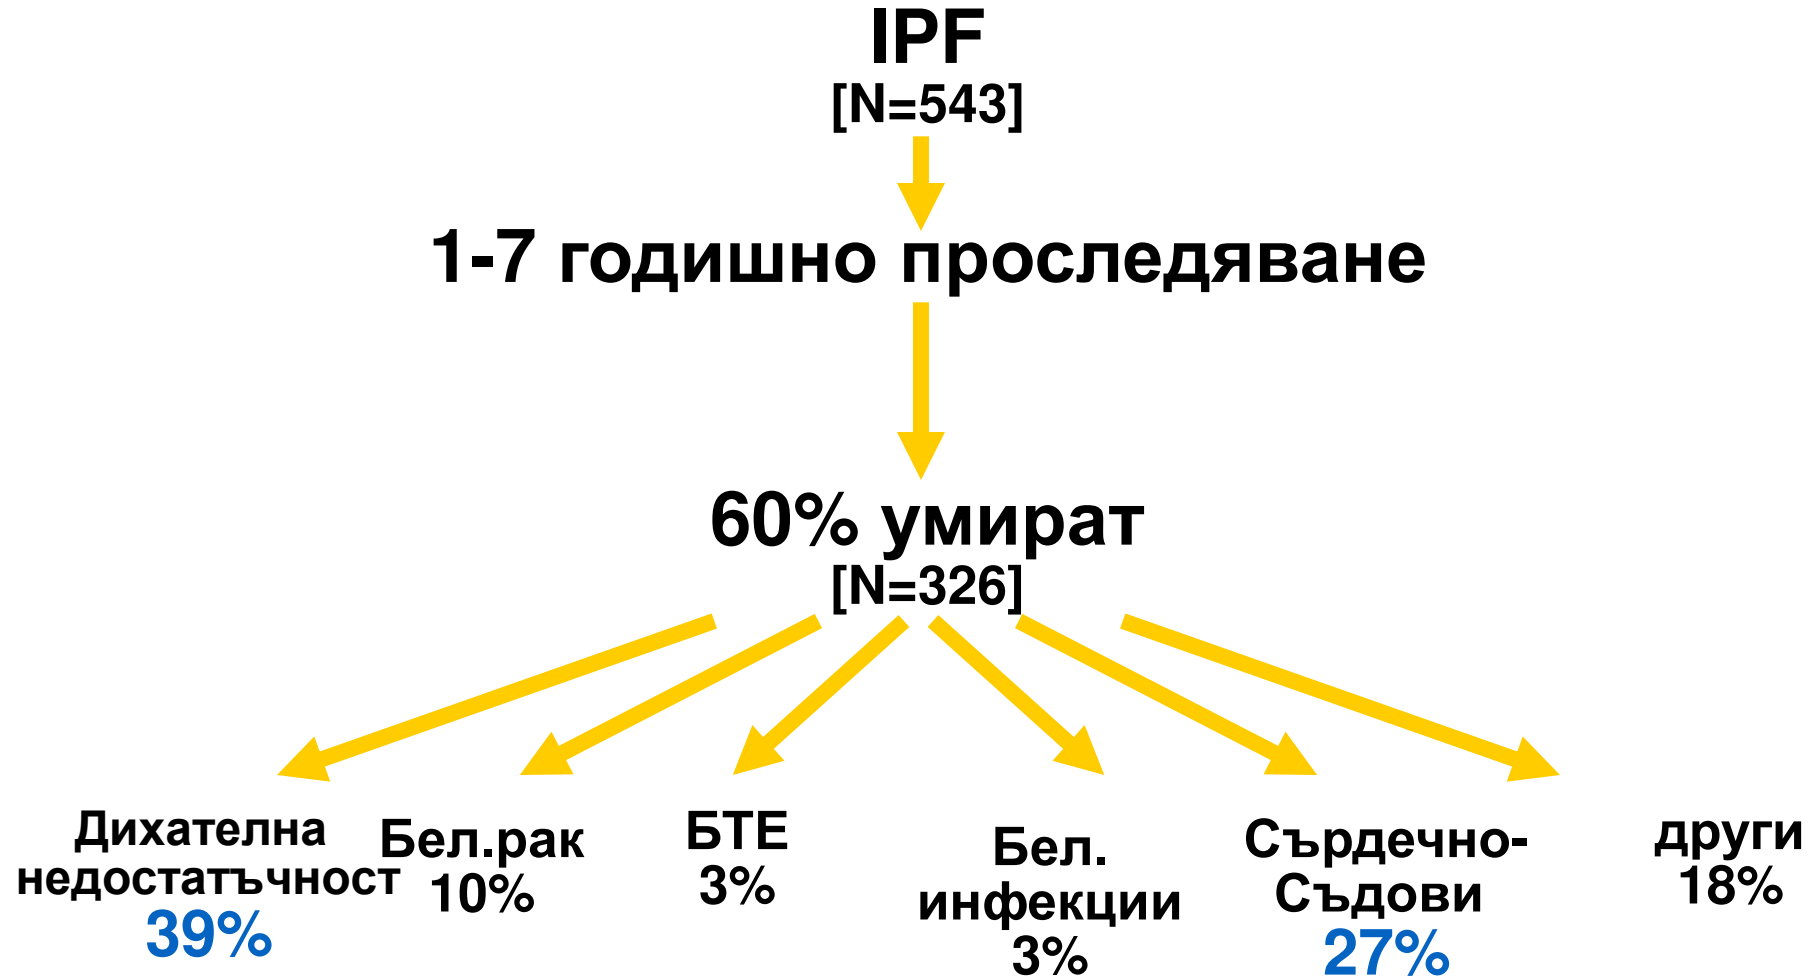 IPF
[N=543]
1-7 годишно проследяване
60% умират
[N=326]
Дихателна
недостатъчност
39%
Бел.рак
10%
БТЕ
3%
Бел.
инфекции
3%
Сърдечно-
Съдови
27%
други
18%